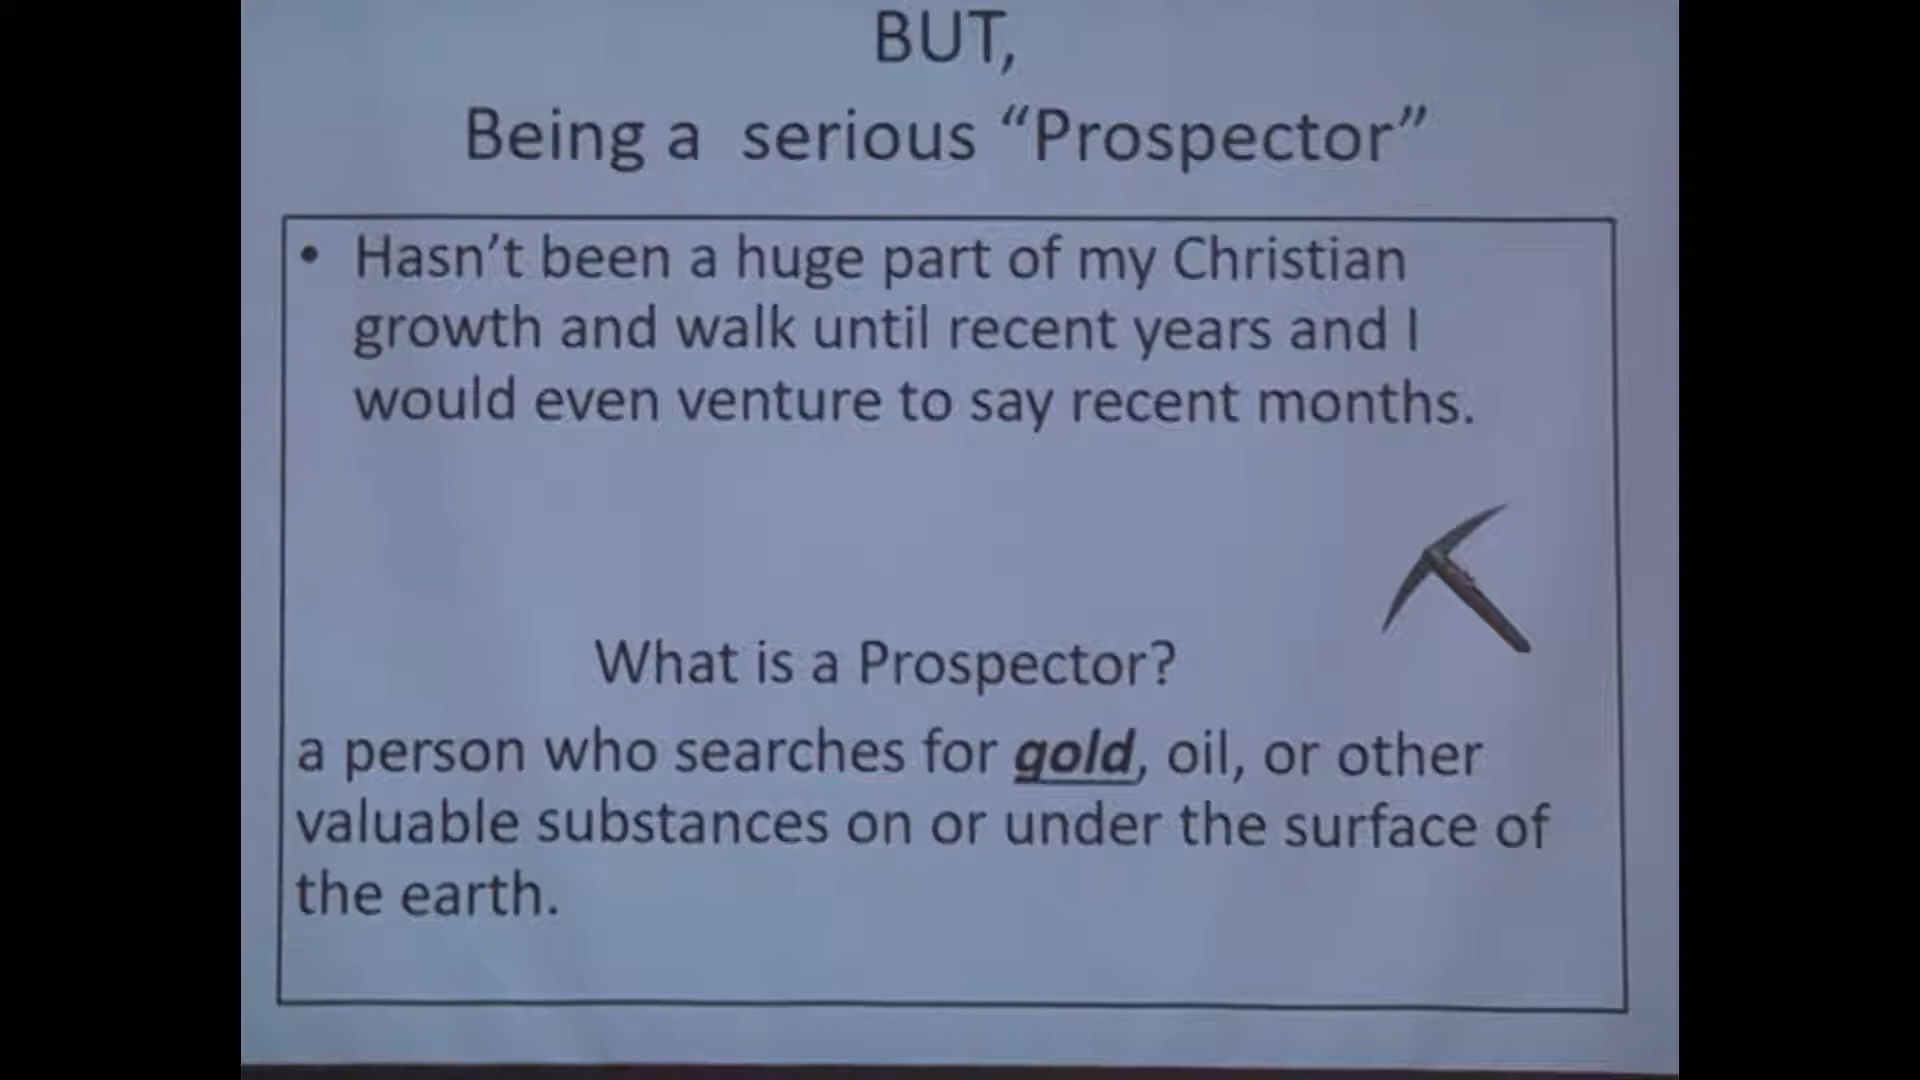 BUT,
Being a serious “Prospector”
• Hasn’t been a huge part of my Christian
growth and walk until recent years and I
would even venture to say recent months.
What is a Prospector?
a person who searches for gold, oil, or other
valuable substances on or under the surface of
the earth.